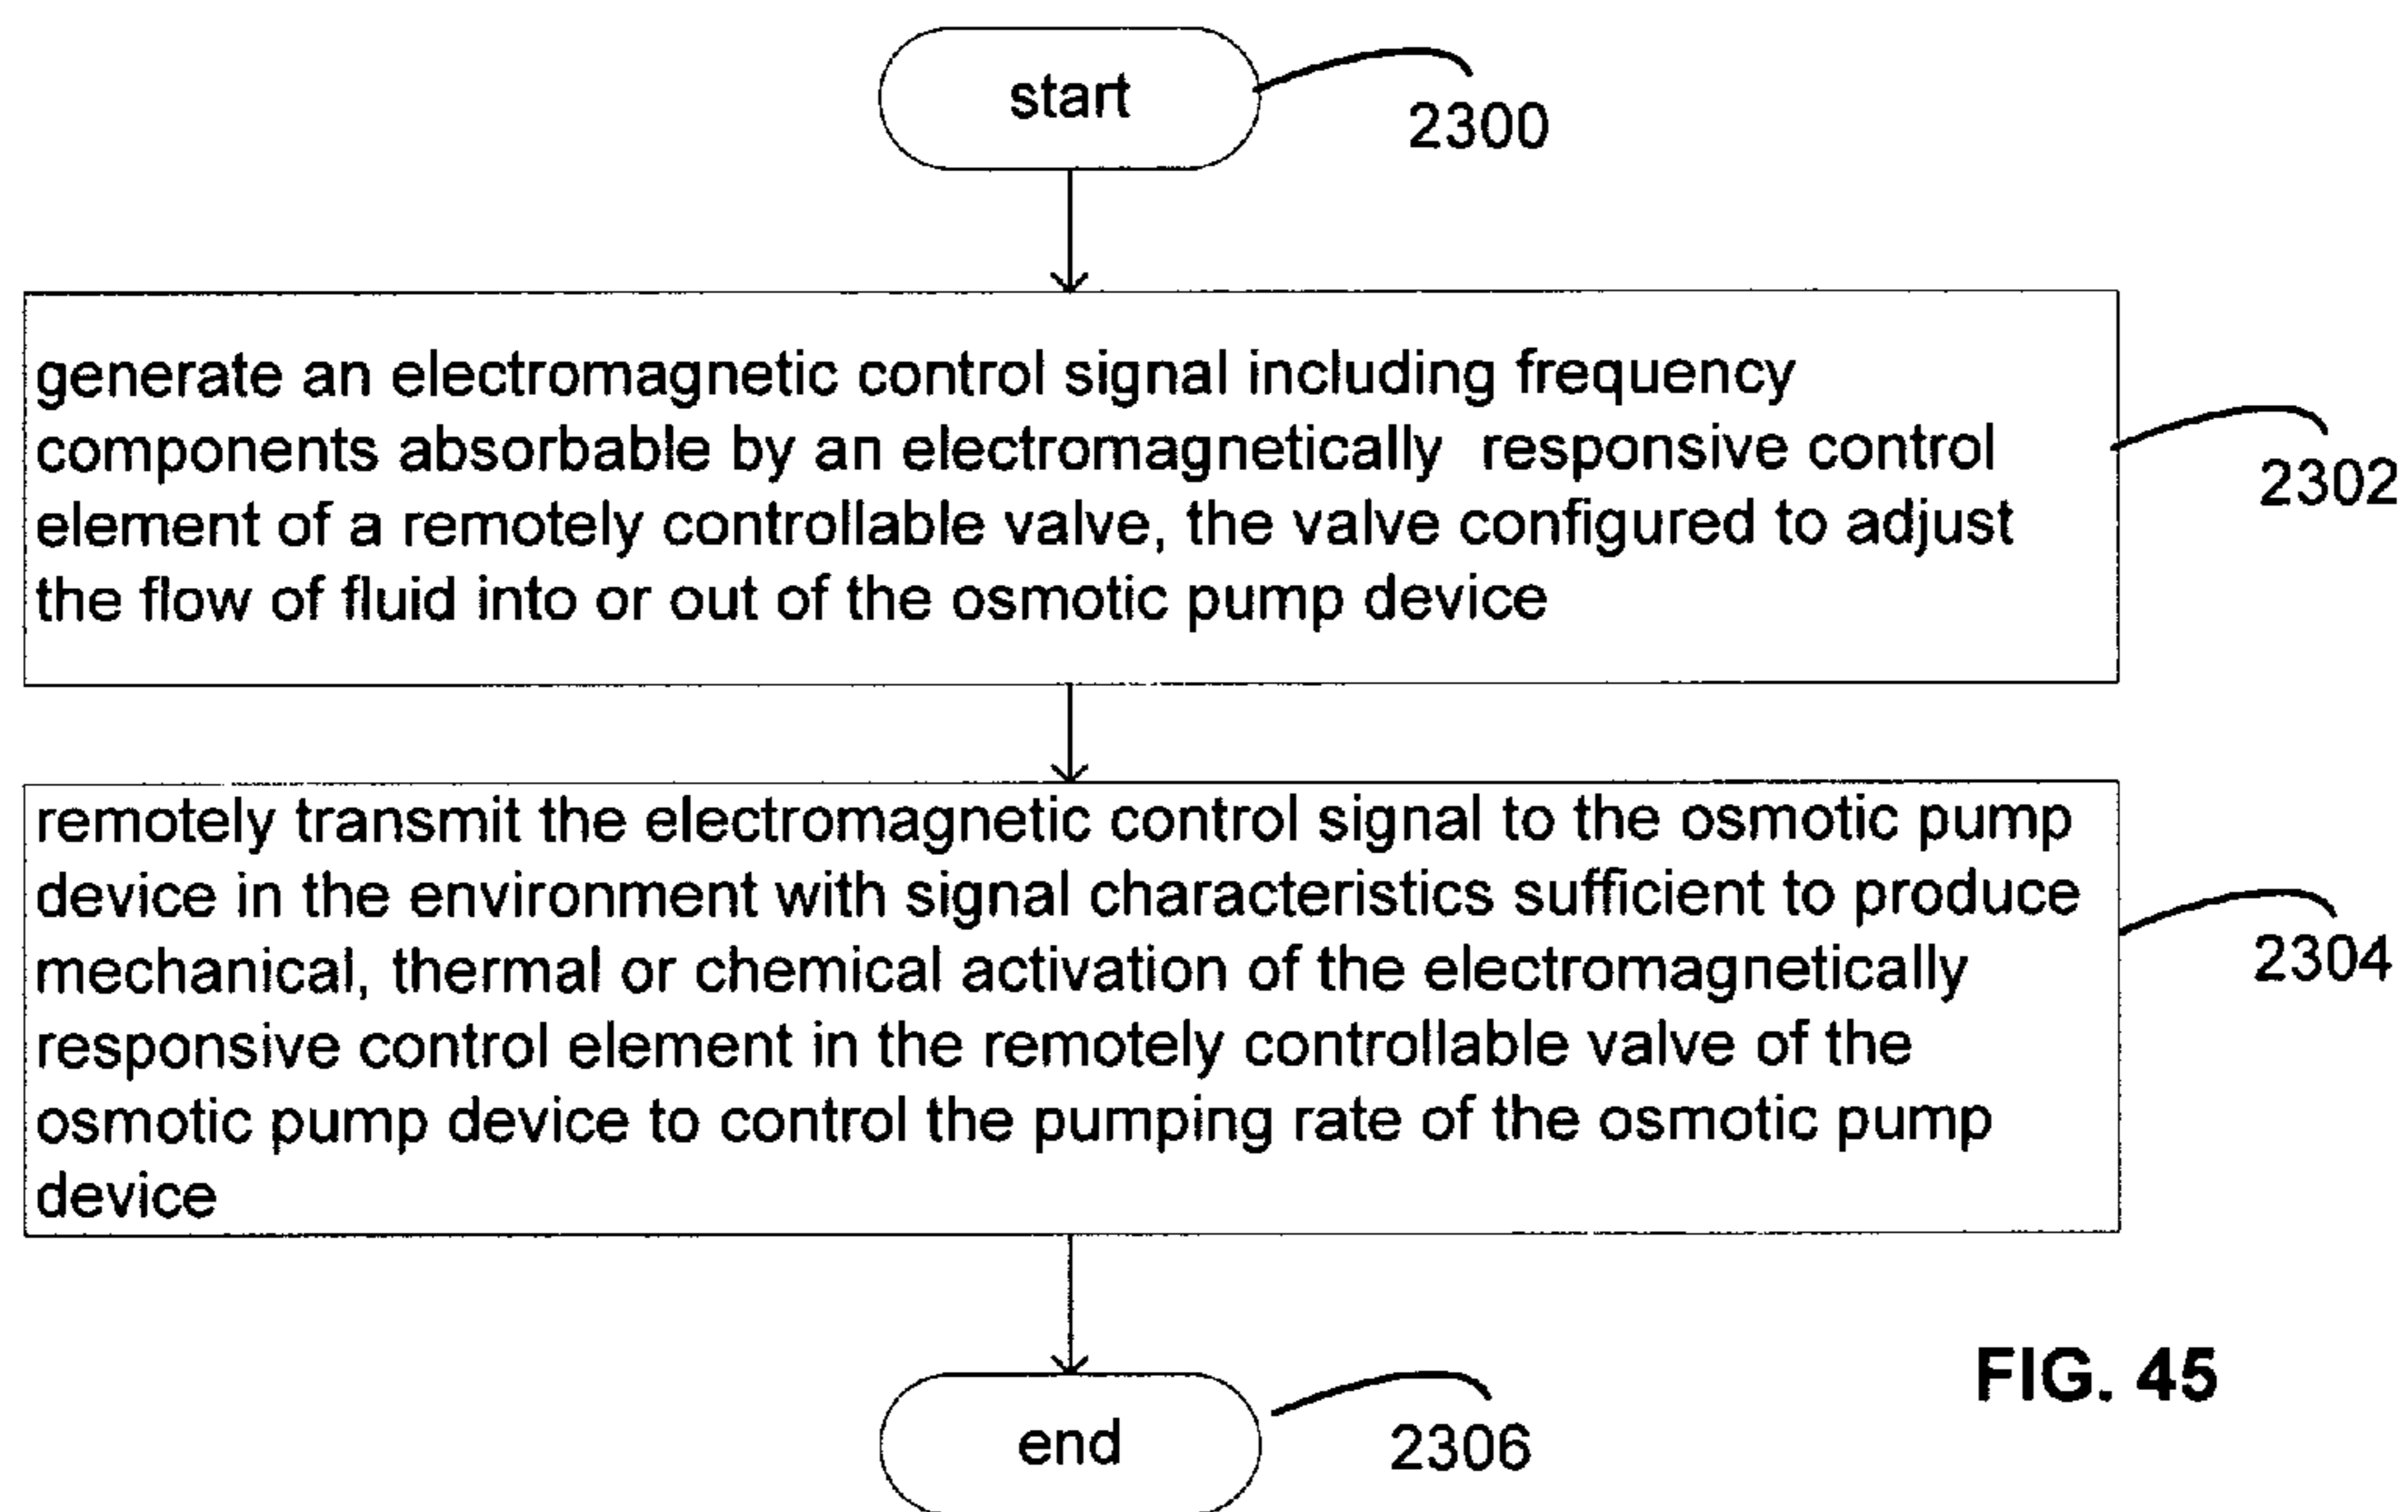 start
2300
generate an electromagnetic control signal including frequency
components absorbable by an electromagnetically responsive control
element of a remotely controllable valve, the valve configured to adjust
the flow of fluid into or out of the osmotic pump device
2302
remotely transmit the electromagnetic control signal to the osmotic pump
device in the environment with signal characteristics sufficient to produce
mechanical, thermal or chemical activation of the electromagnetically
responsive control element in the remotely controllable valve of the
osmotic pump device to control the pumping rate of the osmotic pump
device
2304
end
2306
FIG. 45